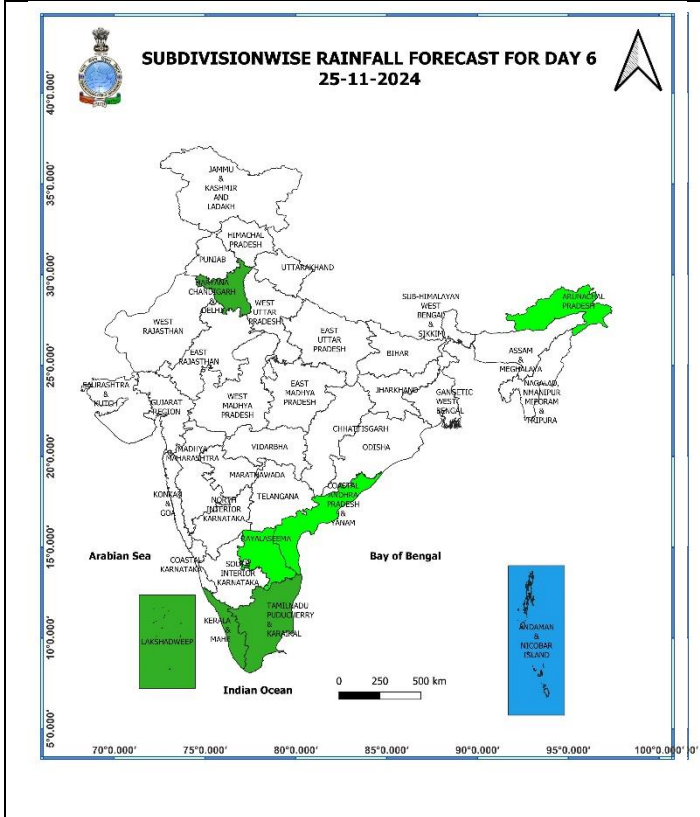 SUBDIVISIONWISE RAINFALL FORECAST FOR DAY 6
25-11-2024
40°0.000'
35°0.000'
30°0.000'
25°0.000'
20°0.000'
15°0.000'
10°0.000'
5°0.000'
JAMMU
&
KASHMIR
AND
LADAKH
HIMACHAL
PRADESH
PUNJAB
UTTARAKHAND
HARYANA
CHANDIGARH
&
DELHI
WEST
UTTAR
PRADESH
WEST
RAJASTHAN
EAST
RAJASTHAN
EAST
UTTAR
PRADESH
BIHAR
SUB-HIMALAYAN
WEST
BENGAL
&
SIKKIM
ARUNACHAL
PRADESH
ASSAM
&
MEGHALAYA
NAGALAD,
MANIPUR
MIZORAM
&
TRIPURA
SAURASHTRA
&
KUTCH
GUJARAT
REGION
WEST
MADHYA
PRADESH
EAST
MADHYA
PRADESH
JHARKHAND
GANGETIC
WEST
BENGAL
CHHATTISGARH
ODISHA
MADHYA
MAHARASHTRA
VIDARBHA
MARATHAWADA
KONKAN
&
GOA
NORTH
INTERIOR
KARNATAKA
TELANGANA
COASTAL
ANDHRA
PRADESH
&
YANAM
RAYALASEEMA
COASTAL
KARNATAKA
SOUTH
INTERIOR
KARNATAKA
Arabian Sea
Bay of Bengal
TAMILNADU
PUDUCHERRY
&
KARAIKAL
KERALA
&
MAHE
LAKSHADWEEP
ANDAMAN
&
NICOBAR
ISLAND
Indian Ocean
0 250 500 km
70°0.000' 75°0.000' 80°0.000' 85°0.000' 90°0.000' 95°0.000' 100°0.000'